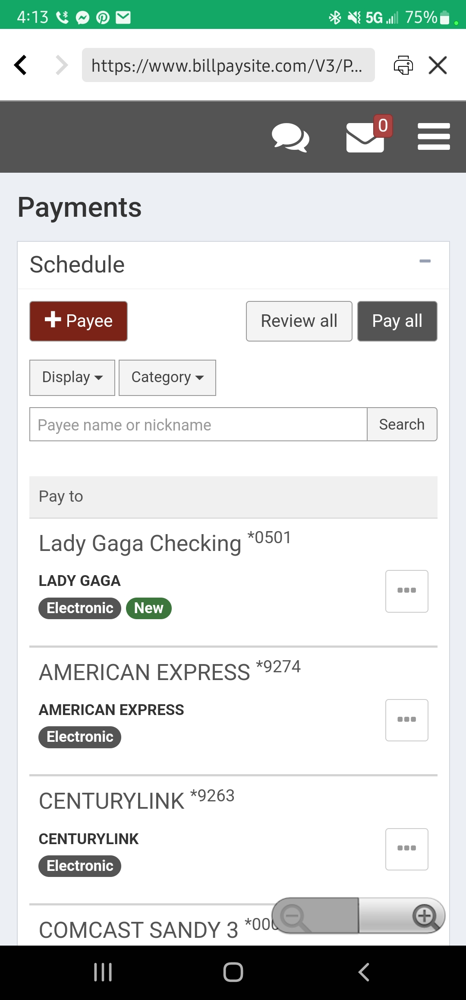 4:13 5G 75%
https://www.billpaysite.com/V3/P...
0
Payments
Schedule
Payee Review all Pay all
Display Category
Payee name or nickname Search
Pay to
Lady Gaga Checking *0501
LADY GAGA
Electronic New
AMERICAN EXPRESS *9274
AMERICAN EXPRESS
Electronic
CENTURYLINK *9263
CENTURYLINK
Electronic
COMCAST SANDY 3